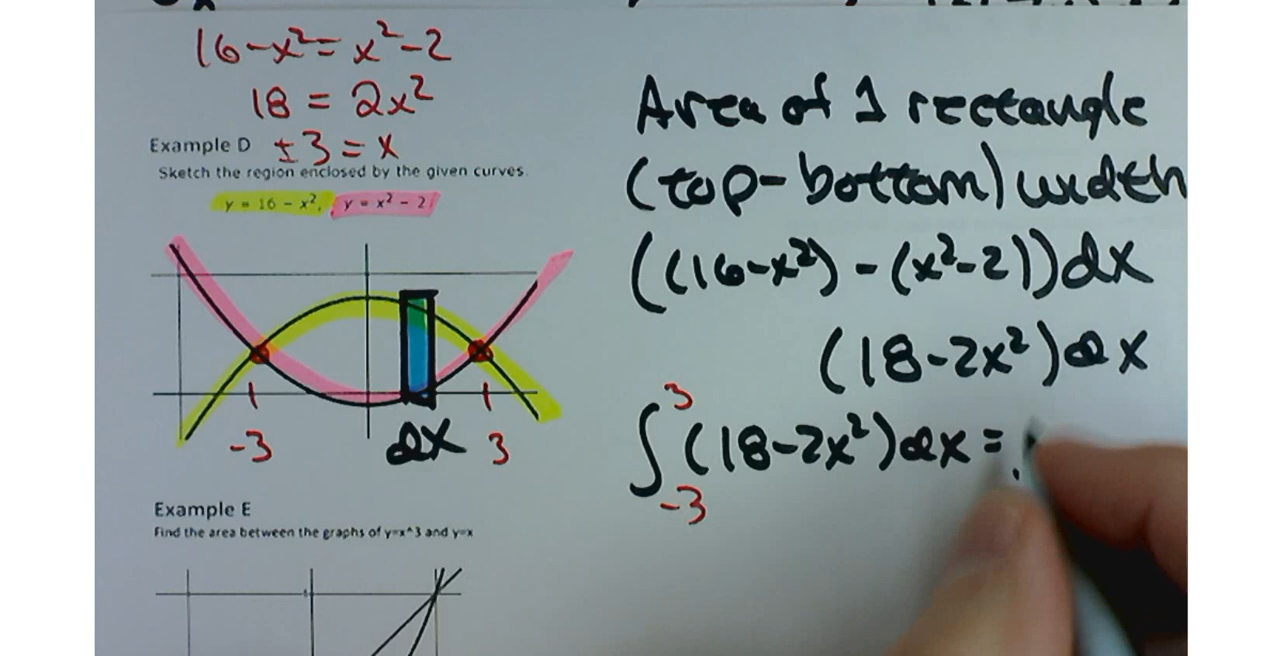 16-x²=x²-2
18 = 2x²
±3=x
Example D
Sketch the region enclosed by the given curves.
y = 16 - x², y = x² - 2
-3
dx
3
Example E
Find the area between the graphs of y=x^3 and y=x
Area of 1 rectangle
(top-bottom) width
((16-x²) - (x²-2))dx
(18-2x²)dx
∫₋₃³ (18-2x²)dx =